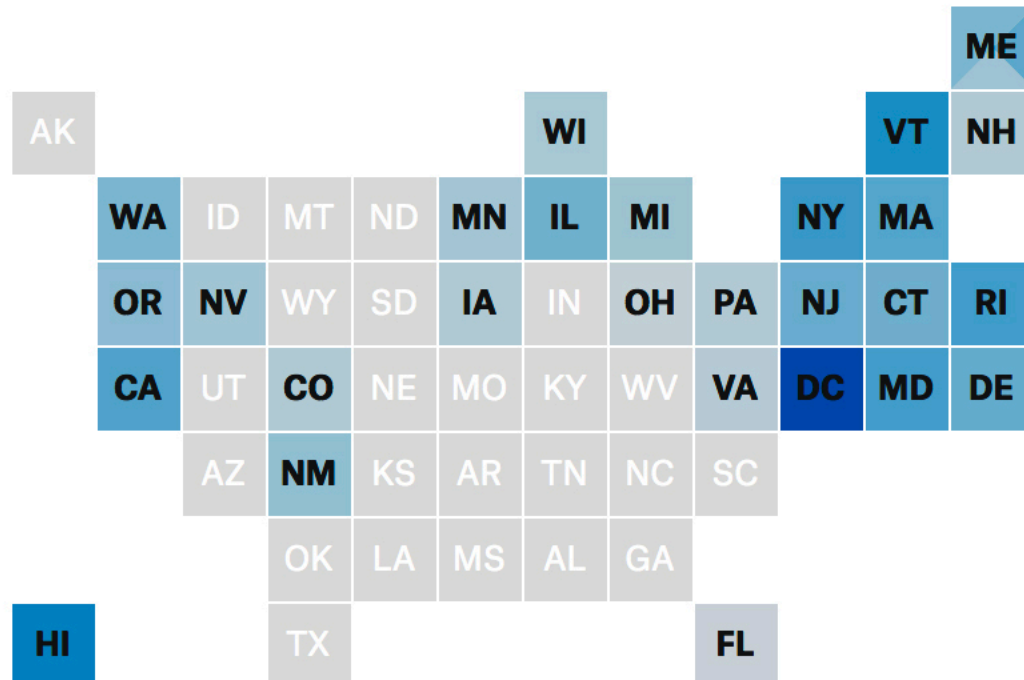 ME
AK WI VT NH
WA ID MT ND MN IL MI NY MA
OR NV WY SD IA IN OH PA NJ CT RI
CA UT CO NE MO KY WV VA DC MD DE
AZ NM KS AR TN NC SC
OK LA MS AL GA
HI TX FL